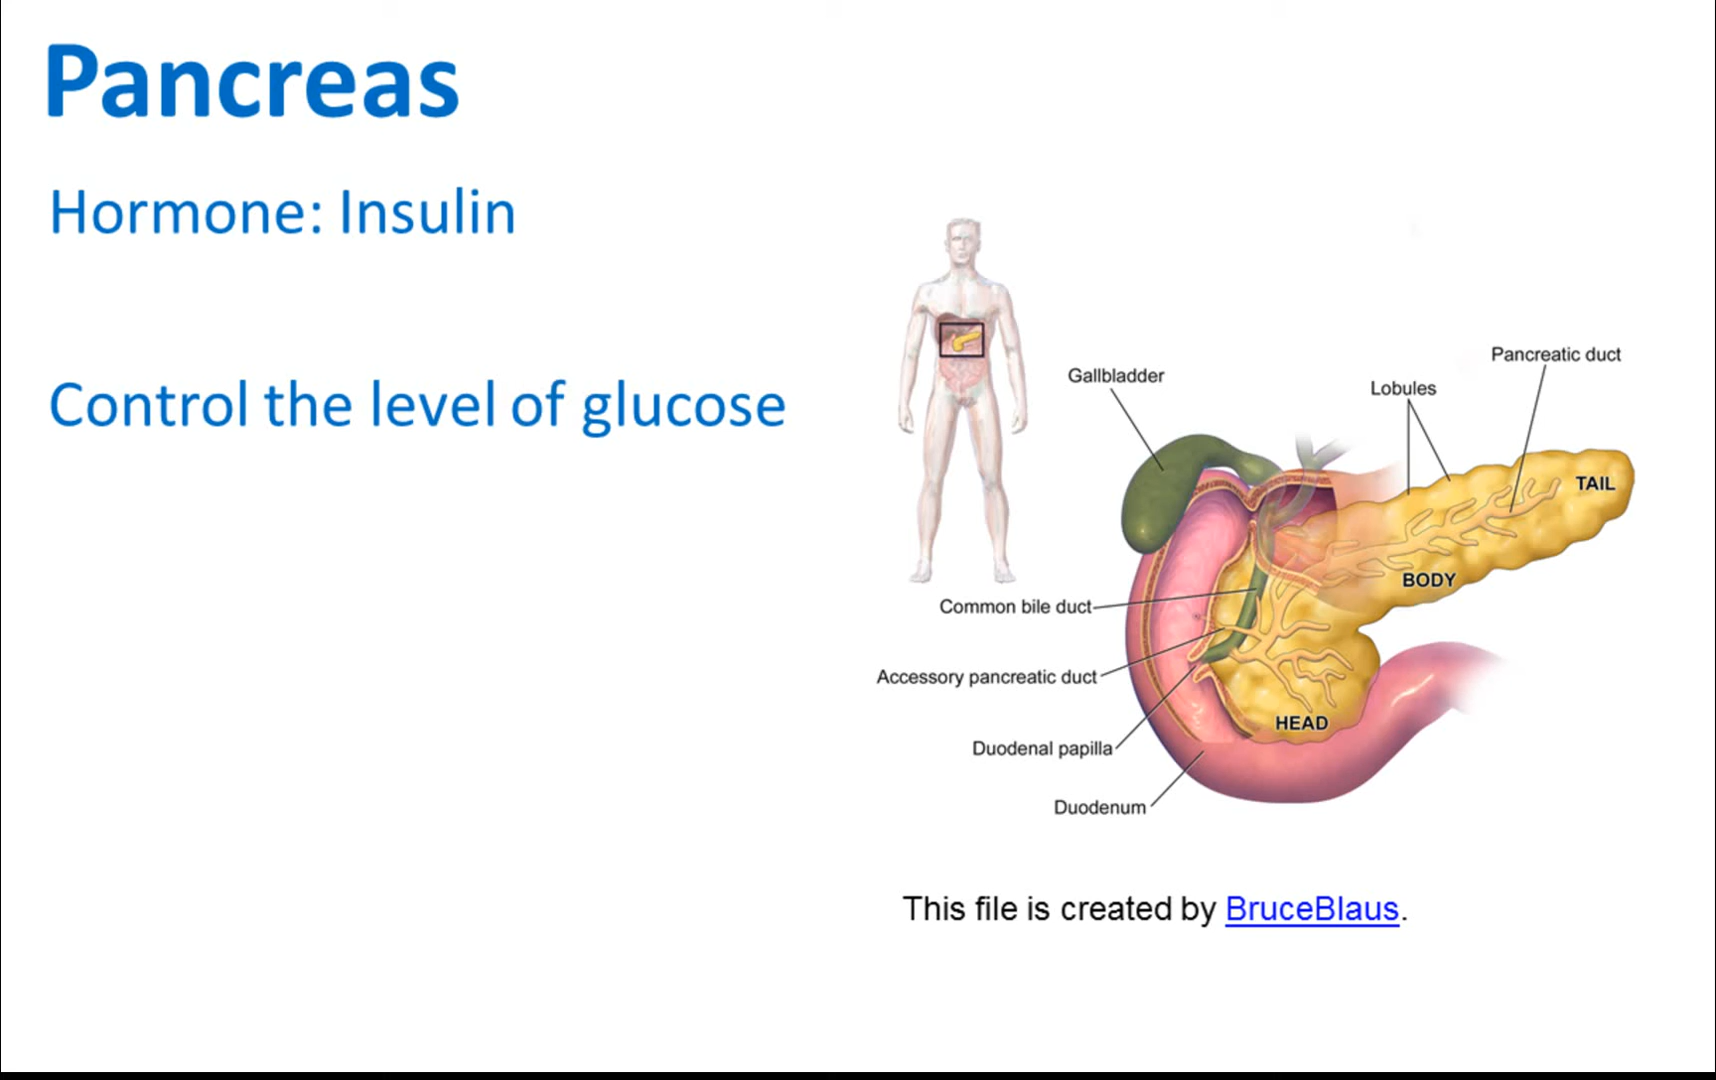 Pancreas
Hormone: Insulin
Control the level of glucose
Pancreatic duct
Gallbladder
Lobules
TAIL
BODY
Common bile duct
Accessory pancreatic duct
HEAD
Duodenal papilla
Duodenum
This file is created by BruceBlaus.